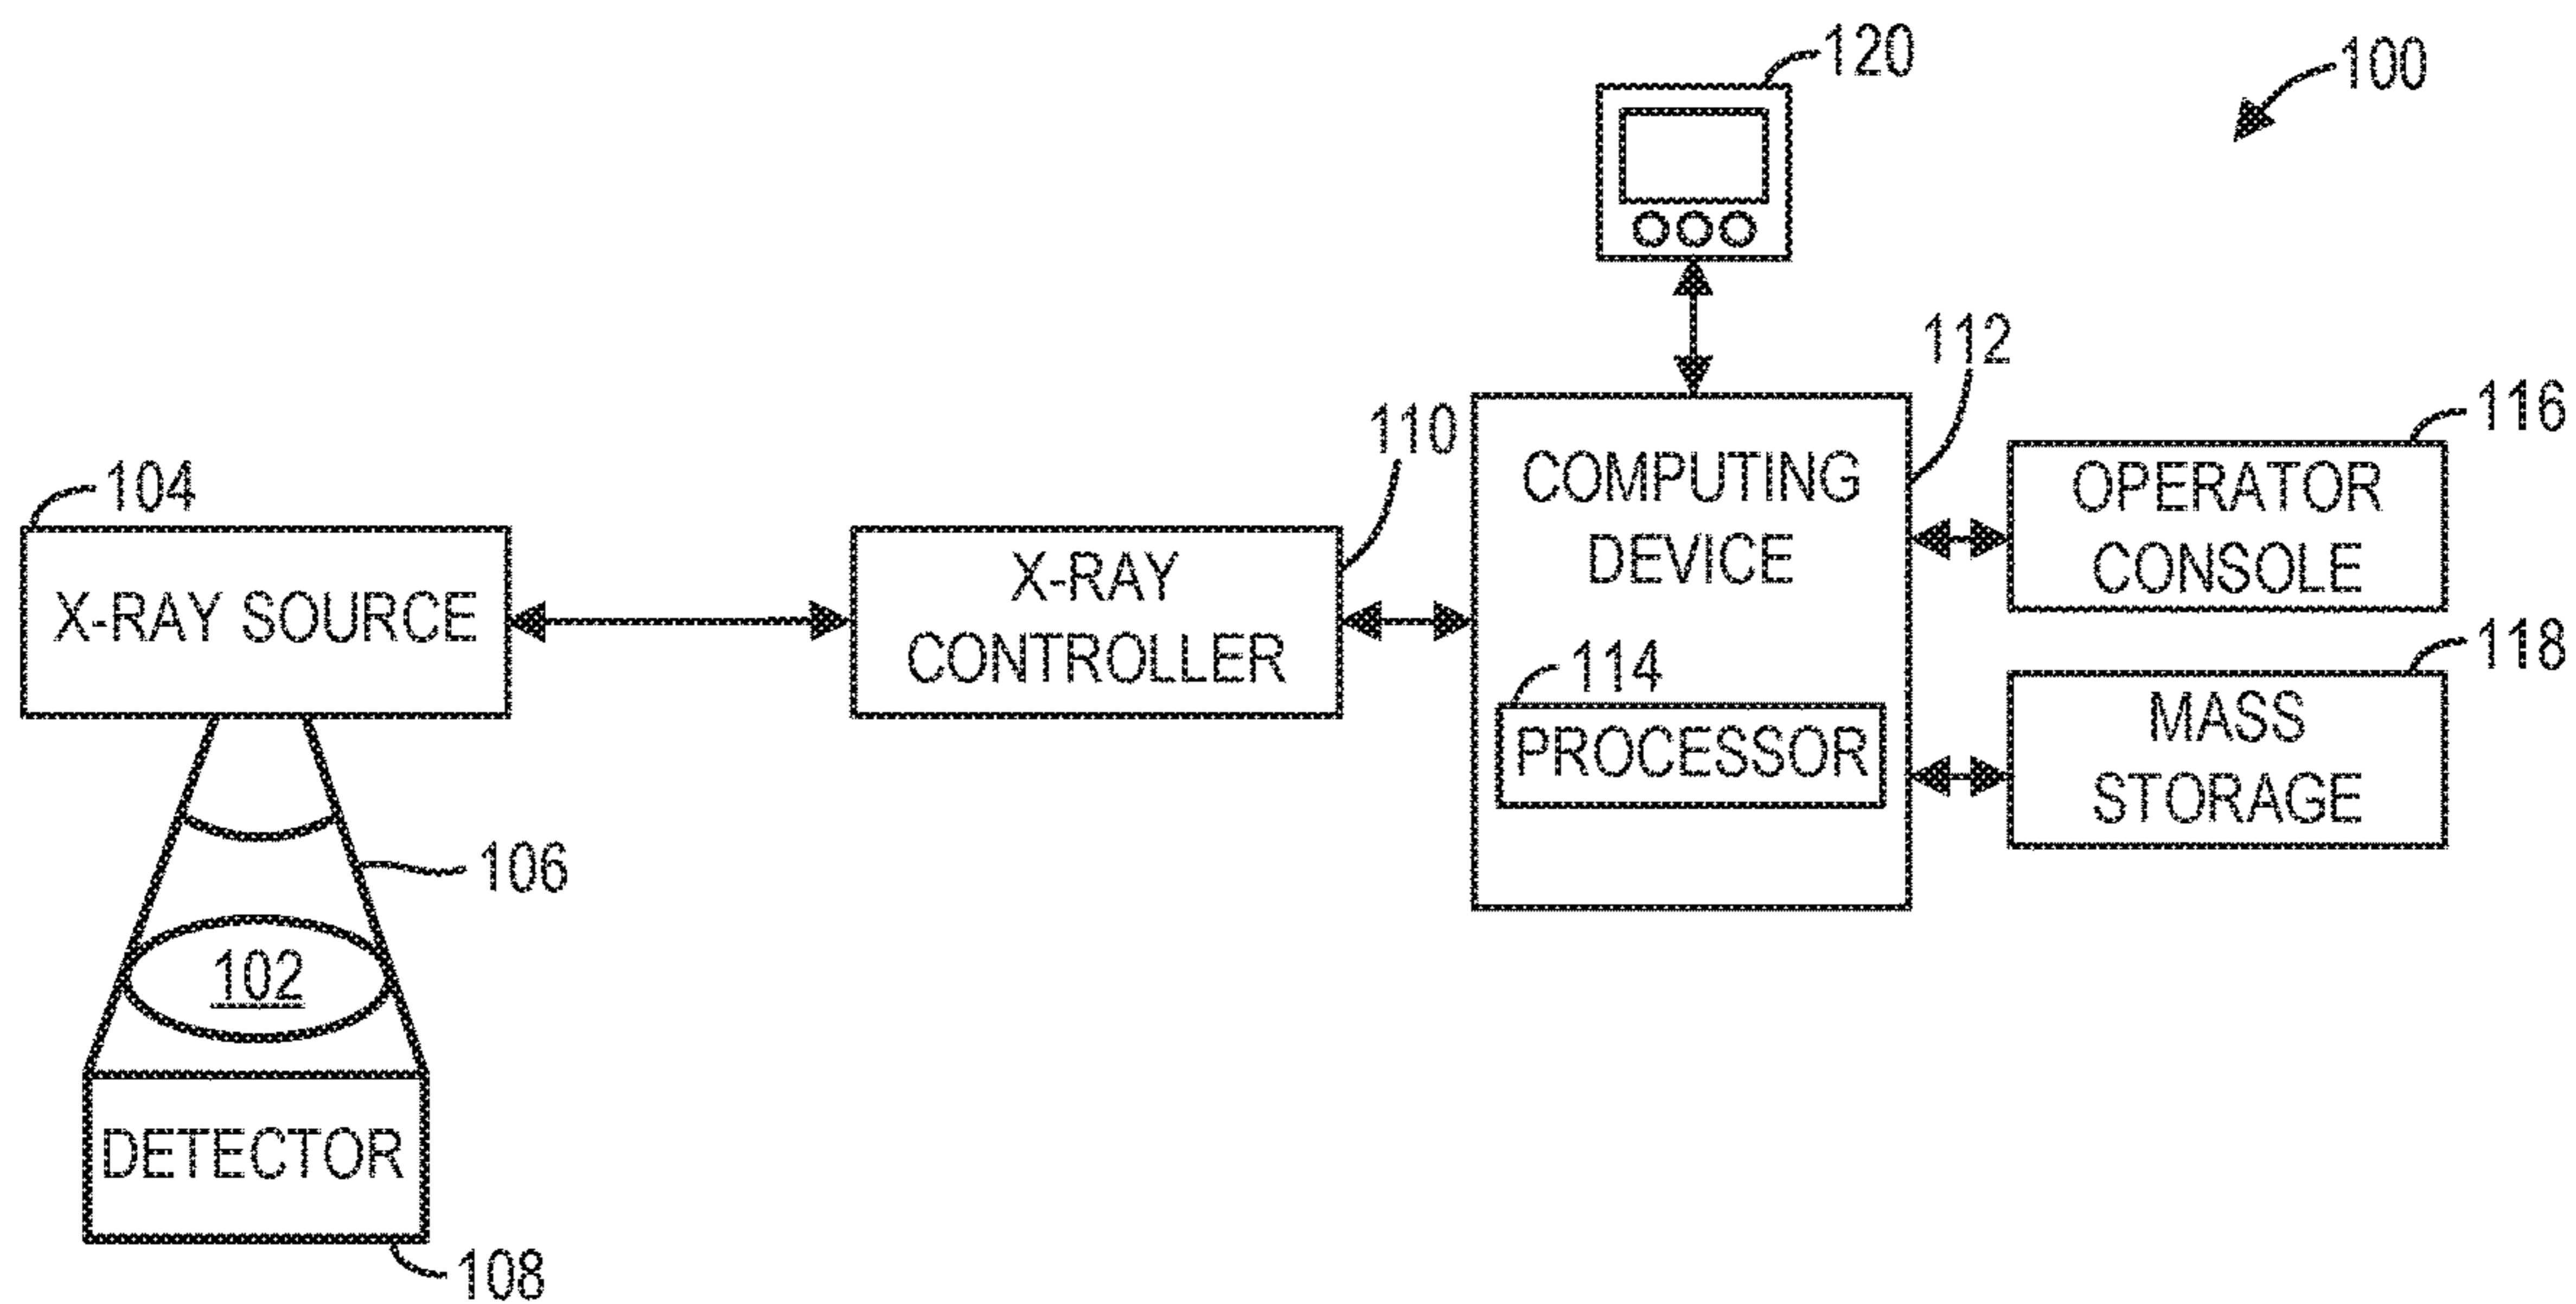 120
100
112
116
110
COMPUTING
DEVICE
OPERATOR
CONSOLE
104
X-RAY SOURCE
X-RAY
CONTROLLER
114
PROCESSOR
118
MASS
STORAGE
106
102
DETECTOR
108